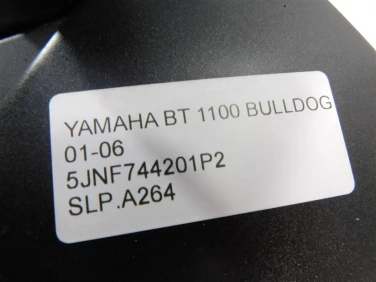 YAMAHA BT 1100 BULLDOG
01-06
5JNF744201P2
SLP.A264